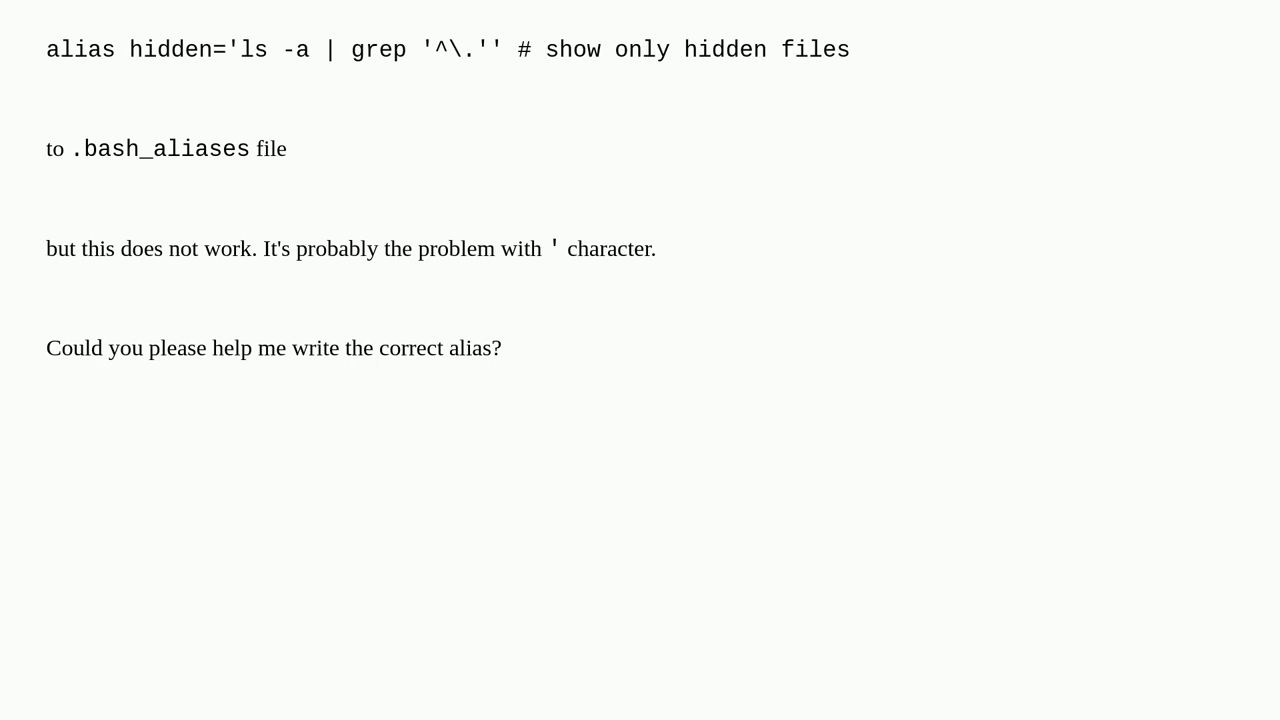 alias hidden='ls -a | grep '^\.'' # show only hidden files
to .bash_aliases file
but this does not work. It's probably the problem with ' character.
Could you please help me write the correct alias?